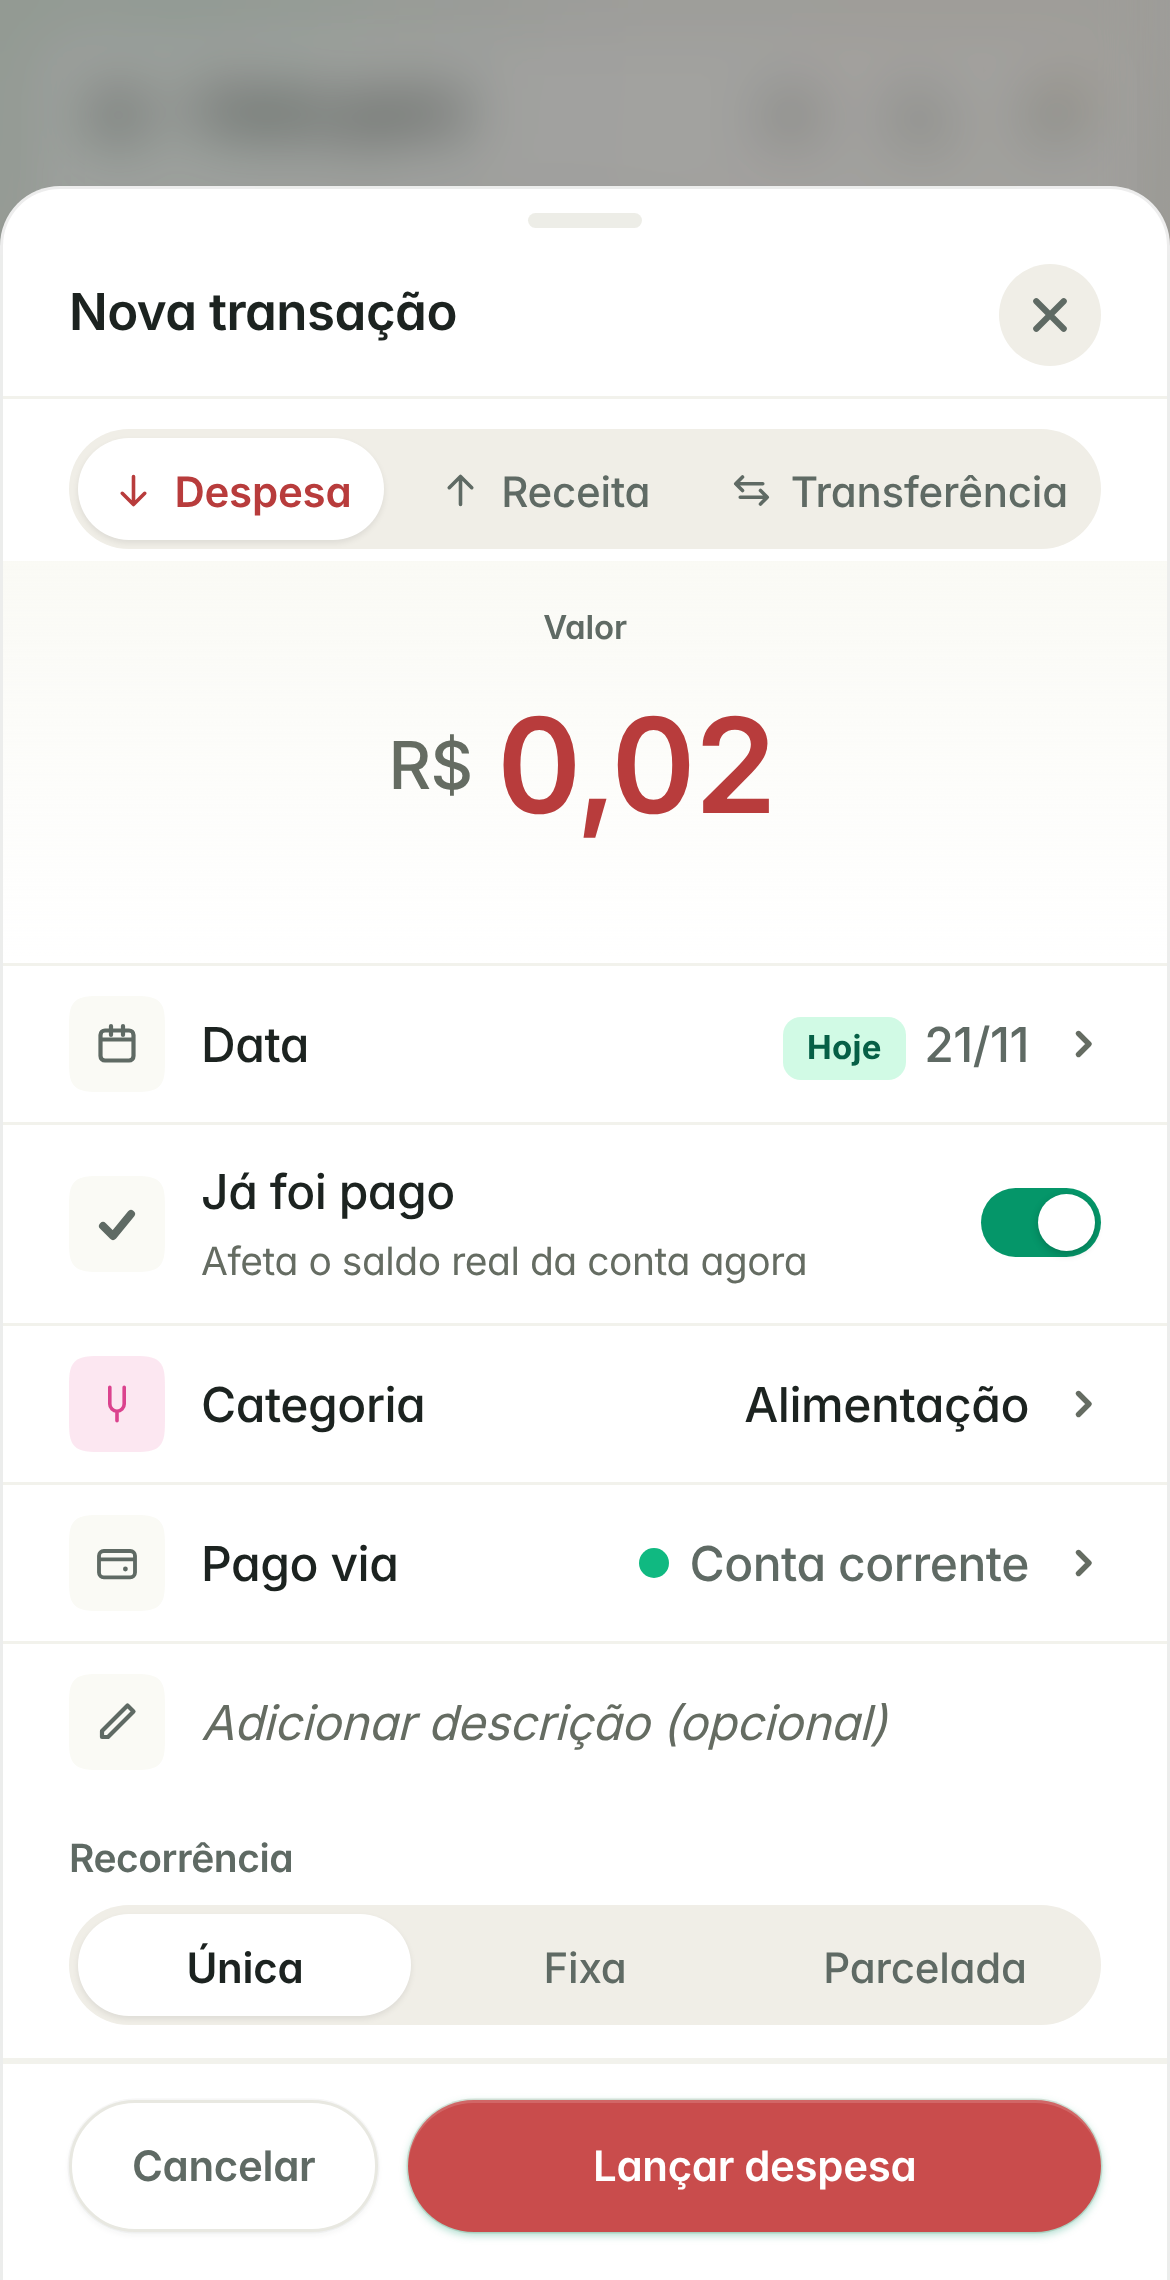 Nova transação
Despesa
Receita
Transferência
Valor
R$ 0,02
Data
Hoje 21/11
Já foi pago
Afeta o saldo real da conta agora
Categoria
Alimentação
Pago via
Conta corrente
Adicionar descrição (opcional)
Recorrência
Única
Fixa
Parcelada
Cancelar
Lançar despesa